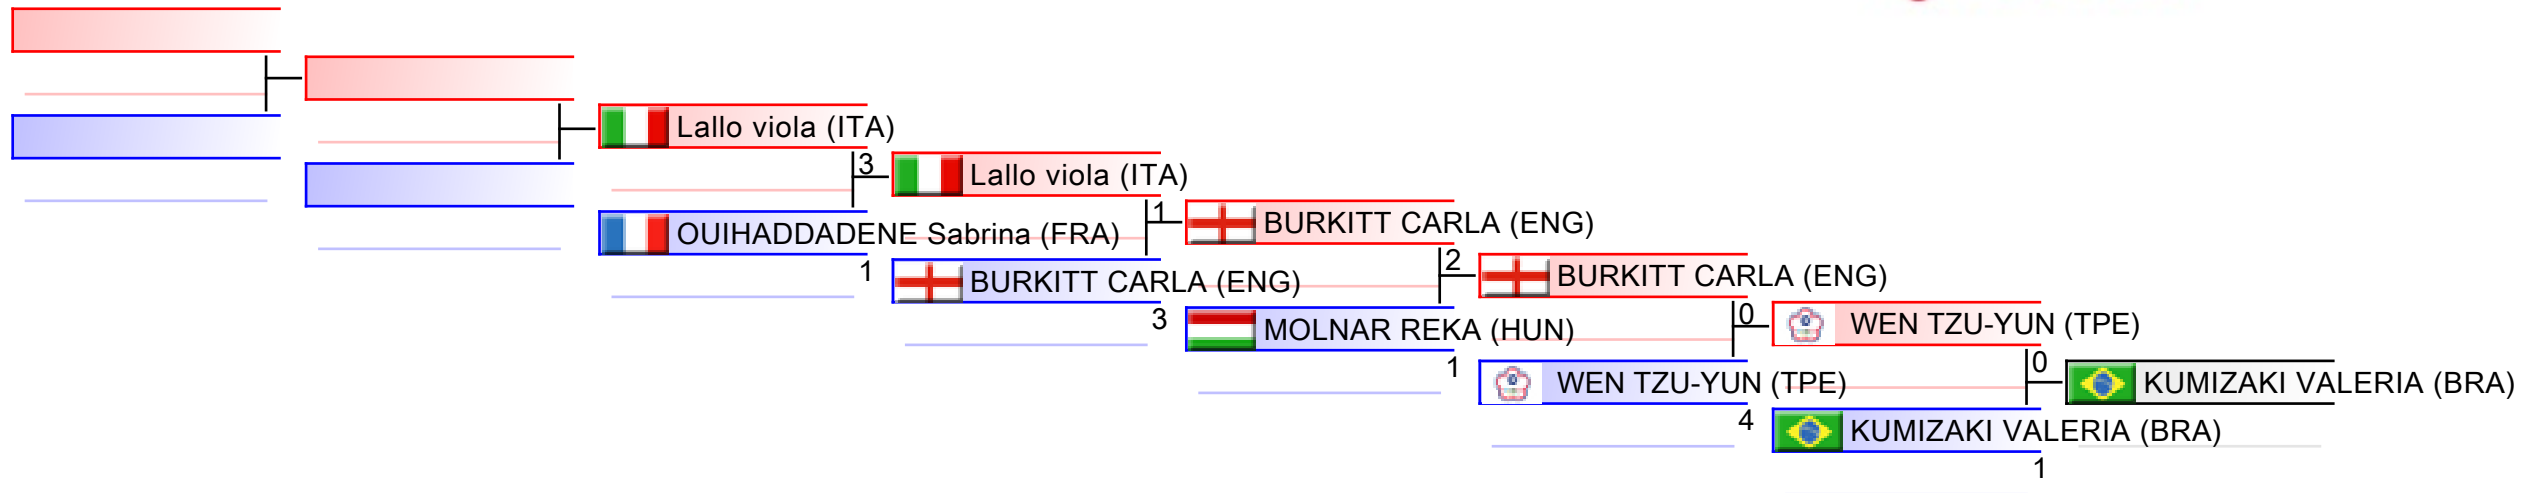 Lallo viola (ITA)
3
OUIHADDADENE Sabrina (FRA)
1
Lallo viola (ITA)
1
BURKITT CARLA (ENG)
3
BURKITT CARLA (ENG)
2
MOLNAR REKA (HUN)
1
BURKITT CARLA (ENG)
0
WEN TZU-YUN (TPE)
4
WEN TZU-YUN (TPE)
0
KUMIZAKI VALERIA (BRA)
1
KUMIZAKI VALERIA (BRA)